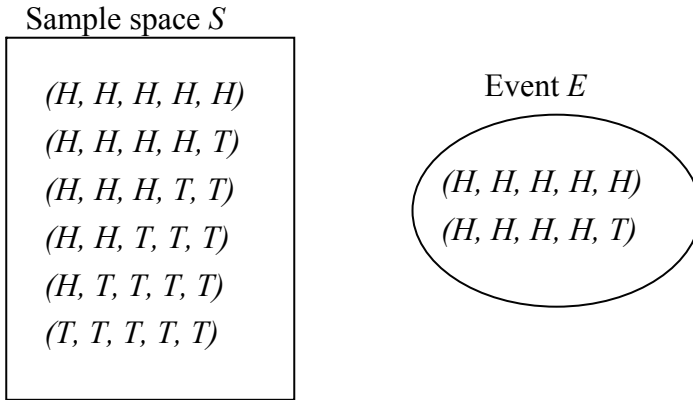 Sample space S
(H, H, H, H, H)
(H, H, H, H, T)
(H, H, H, T, T)
(H, H, T, T, T)
(H, T, T, T, T)
(T, T, T, T, T)
Event E
(H, H, H, H, H)
(H, H, H, H, T)